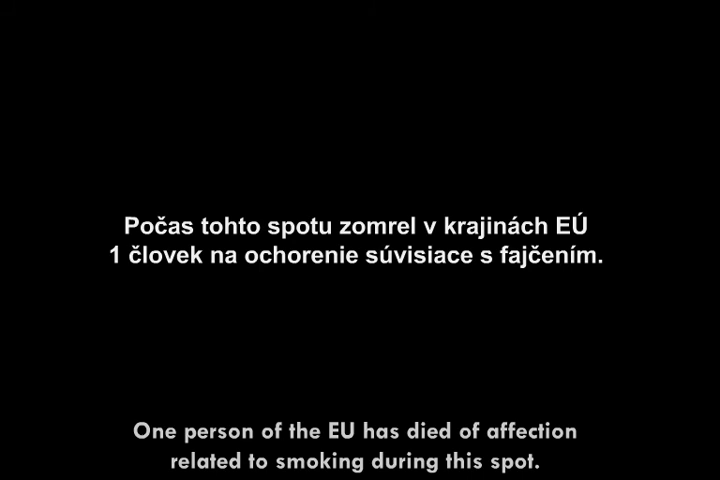 Počas tohto spotu zomrel v krajinách EÚ
1 človek na ochorenie súvisiace s fajčením.
One person of the EU has died of affection
related to smoking during this spot.